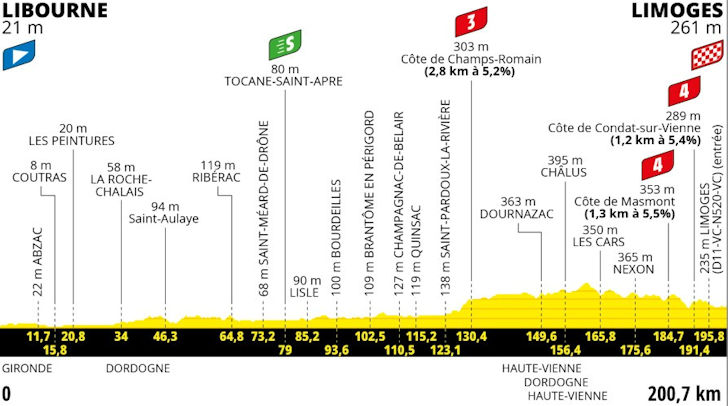 LIBOURNE
21 m
LIMOGES
261 m
S
80 m
TOCANE-SAINT-APRE
3
303 m
Côte de Champs-Romain
(2,8 km à 5,2%)
4
289 m
Côte de Condat-sur-Vienne
(1,2 km à 5,4%)
4
353 m
Côte de Masmont
(1,3 km à 5,5%)
20 m
LES PEINTURES
8 m
COUTRAS
58 m
LA ROCHE-
CHALAIS
119 m
RIBÉRAC
94 m
Saint-Aulaye
22 m ABZAC
68 m SAINT-MÉARD-DE-DRÔNE
90 m
LISLE
100 m BOURDEILLES
109 m BRANTÔME EN PÉRIGORD
127 m CHAMPAGNAC-DE-BELAIR
119 m QUINSAC
138 m SAINT-PARDOUX-LA-RIVIÈRE
363 m
DOURNAZAC
395 m
CHÂLUS
350 m
LES CARS
365 m
NEXON
235 m LIMOGES
(D11-VC-NS20-VC) (entrée)
11,7 20,8 34 46,3 64,8 73,2 85,2 102,5 115,2 130,4 149,6 165,8 184,7 195,8
15,8 79 93,6 110,5 123,1 156,4 175,6 191,4
GIRONDE DORDOGNE HAUTE-VIENNE
DORDOGNE
HAUTE-VIENNE
0 200,7 km